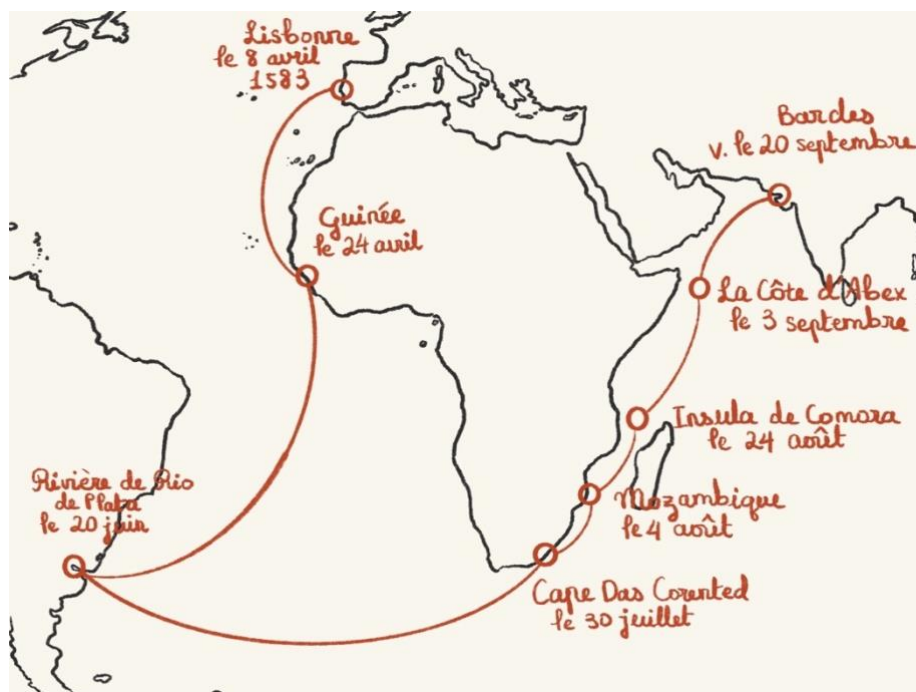 Lisbonne
le 8 avril
1583
Bardes
v. le 20 septembre
Guinée
le 24 avril
La Côte d'Abex
le 3 septembre
Insula de Comora
le 24 août
Rivière de Rio
de Plata
le 20 juin
Mozambique
le 4 août
Cape Das Corented
le 30 juillet